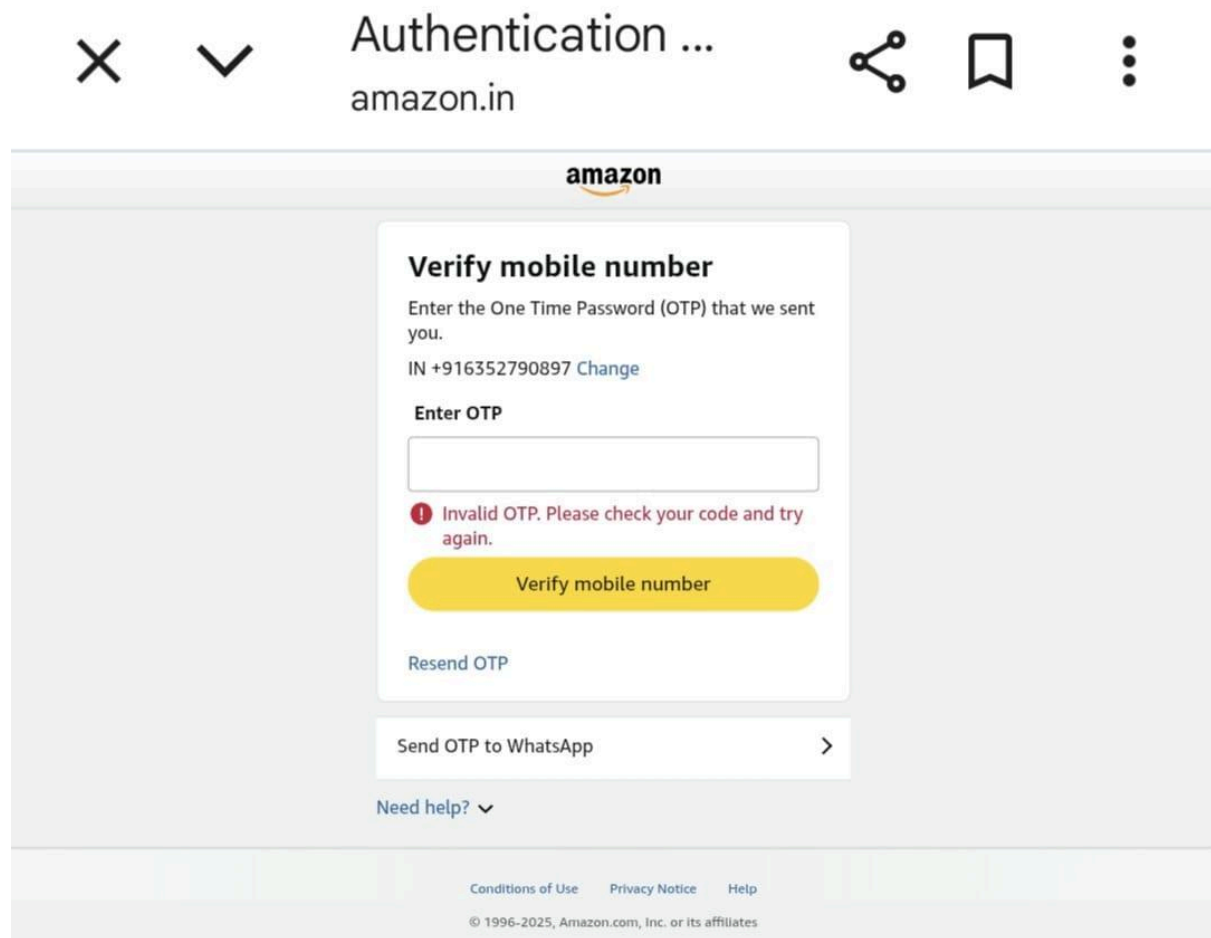 Authentication ...
amazon.in
amazon
Verify mobile number
Enter the One Time Password (OTP) that we sent
you.
IN +916352790897 Change
Enter OTP
Invalid OTP. Please check your code and try
again.
Verify mobile number
Resend OTP
Send OTP to WhatsApp
Need help?
Conditions of Use Privacy Notice Help
© 1996-2025, Amazon.com, Inc. or its affiliates